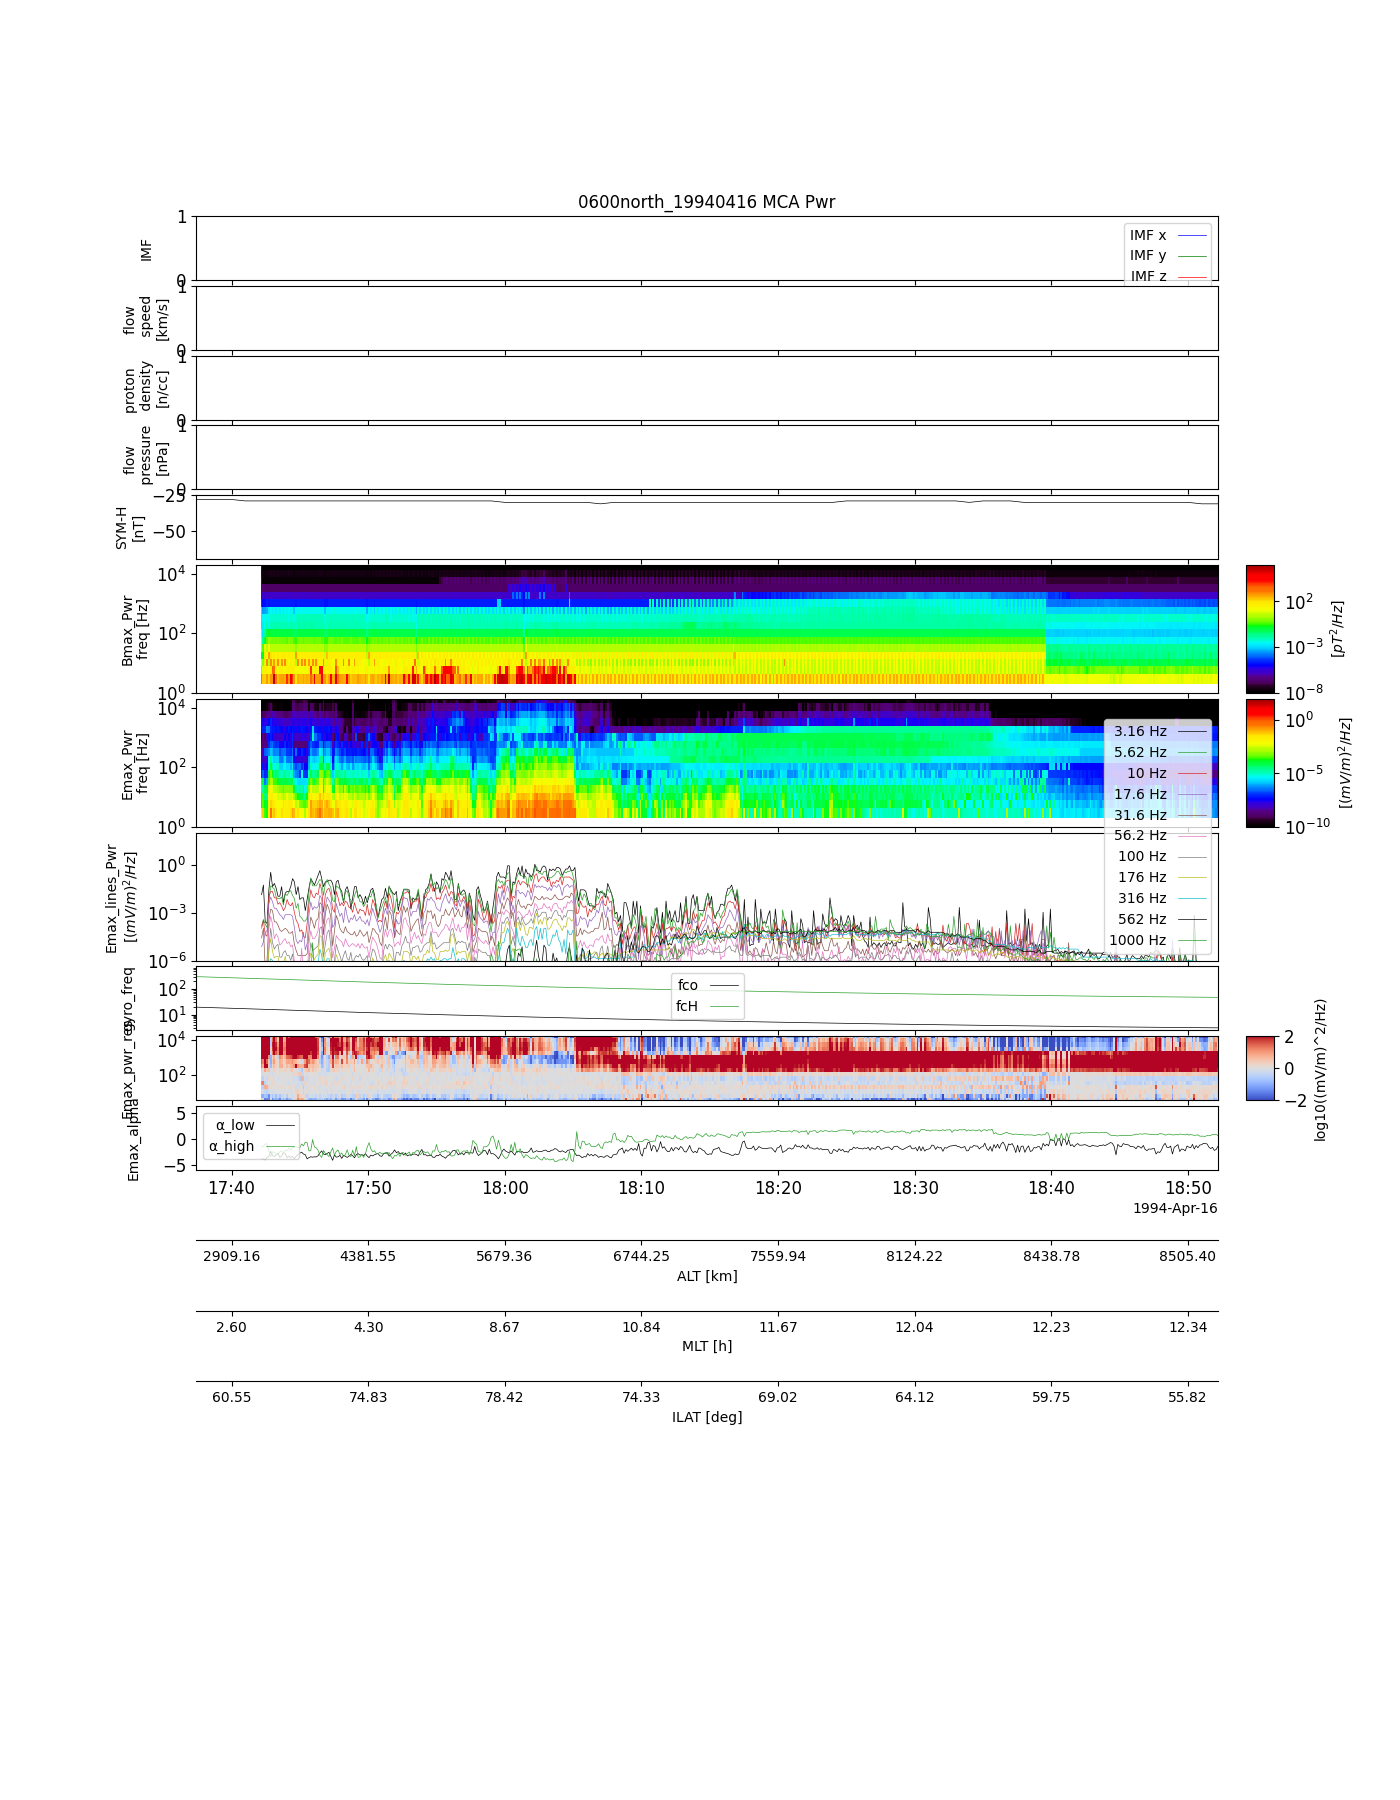 0600north_19940416 MCA Pwr
1
IMF
0
IMF x
IMF y
IMF z
1
flow
speed
[km/s]
0
1
proton
density
[n/cc]
0
1
flow
pressure
[nPa]
0
−25
SYM-H
[nT]
−50
10^4
Bmax_Pwr
freq [Hz]
10^2
10^0
10^2
10^−3
10^−8
[pT^2/Hz]
10^4
Emax_Pwr
freq [Hz]
10^2
10^0
10^0
10^−5
10^−10
[(mV/m)^2/Hz]
3.16 Hz
5.62 Hz
10 Hz
17.6 Hz
31.6 Hz
56.2 Hz
100 Hz
176 Hz
316 Hz
562 Hz
1000 Hz
10^0
Emax_lines_Pwr
[(mV/m)^2/Hz]
10^−3
10^−6
gyro_freq
10^2
10^1
fco
fcH
Emax_pwr_reg
10^4
10^2
2
0
−2
log10((mV/m)^2/Hz)
Emax_alpha
5
0
−5
α_low
α_high
17:40 17:50 18:00 18:10 18:20 18:30 18:40 18:50
1994-Apr-16
2909.16 4381.55 5679.36 6744.25 7559.94 8124.22 8438.78 8505.40
ALT [km]
2.60 4.30 8.67 10.84 11.67 12.04 12.23 12.34
MLT [h]
60.55 74.83 78.42 74.33 69.02 64.12 59.75 55.82
ILAT [deg]